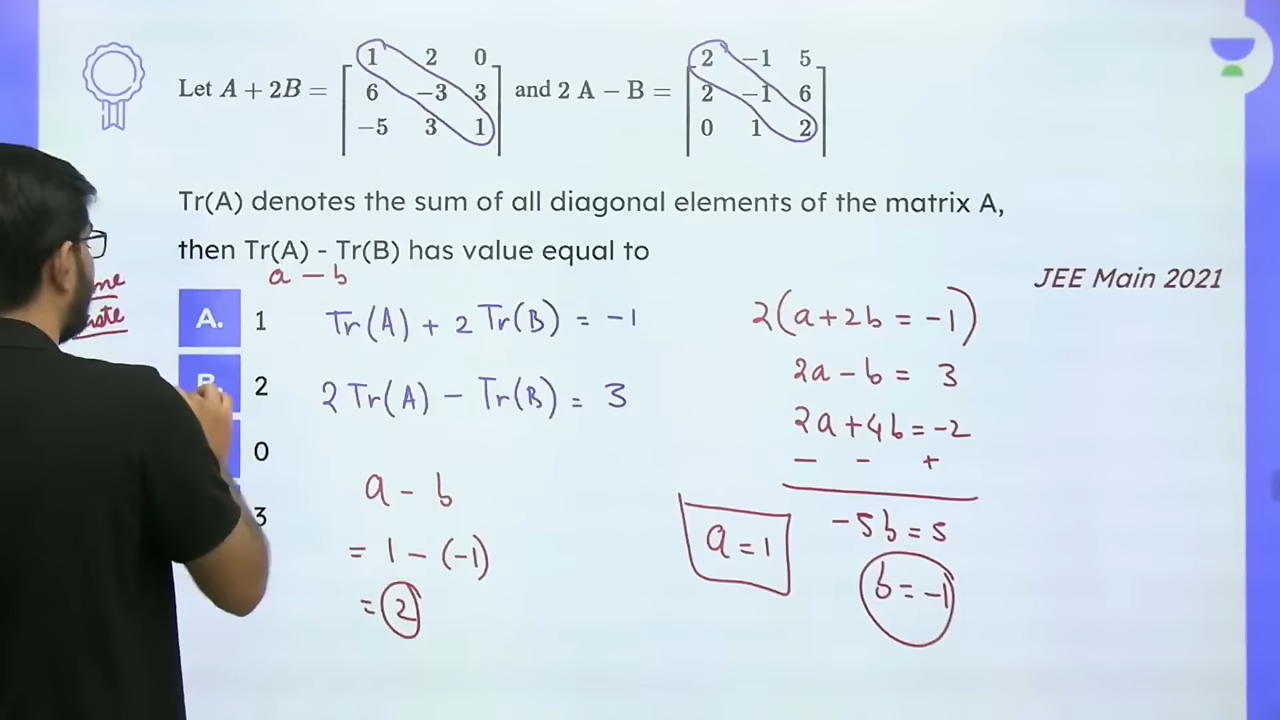 1 2 0
2 -1 5
Let A + 2B = 6 -3 3 and 2 A − B = 2 -1 6
-5 3 1
0 1 2
Tr(A) denotes the sum of all diagonal elements of the matrix A,
then Tr(A) - Tr(B) has value equal to
a − b
JEE Main 2021
A. 1
B. 2
0
3
Tr(A) + 2 Tr(B) = -1
2 Tr(A) − Tr(B) = 3
a - b
= 1 - (-1)
= 2
2(a+2b = -1)
2a - b = 3
2a + 4b = -2
− − +
-5b = 5
b = -1
a = 1